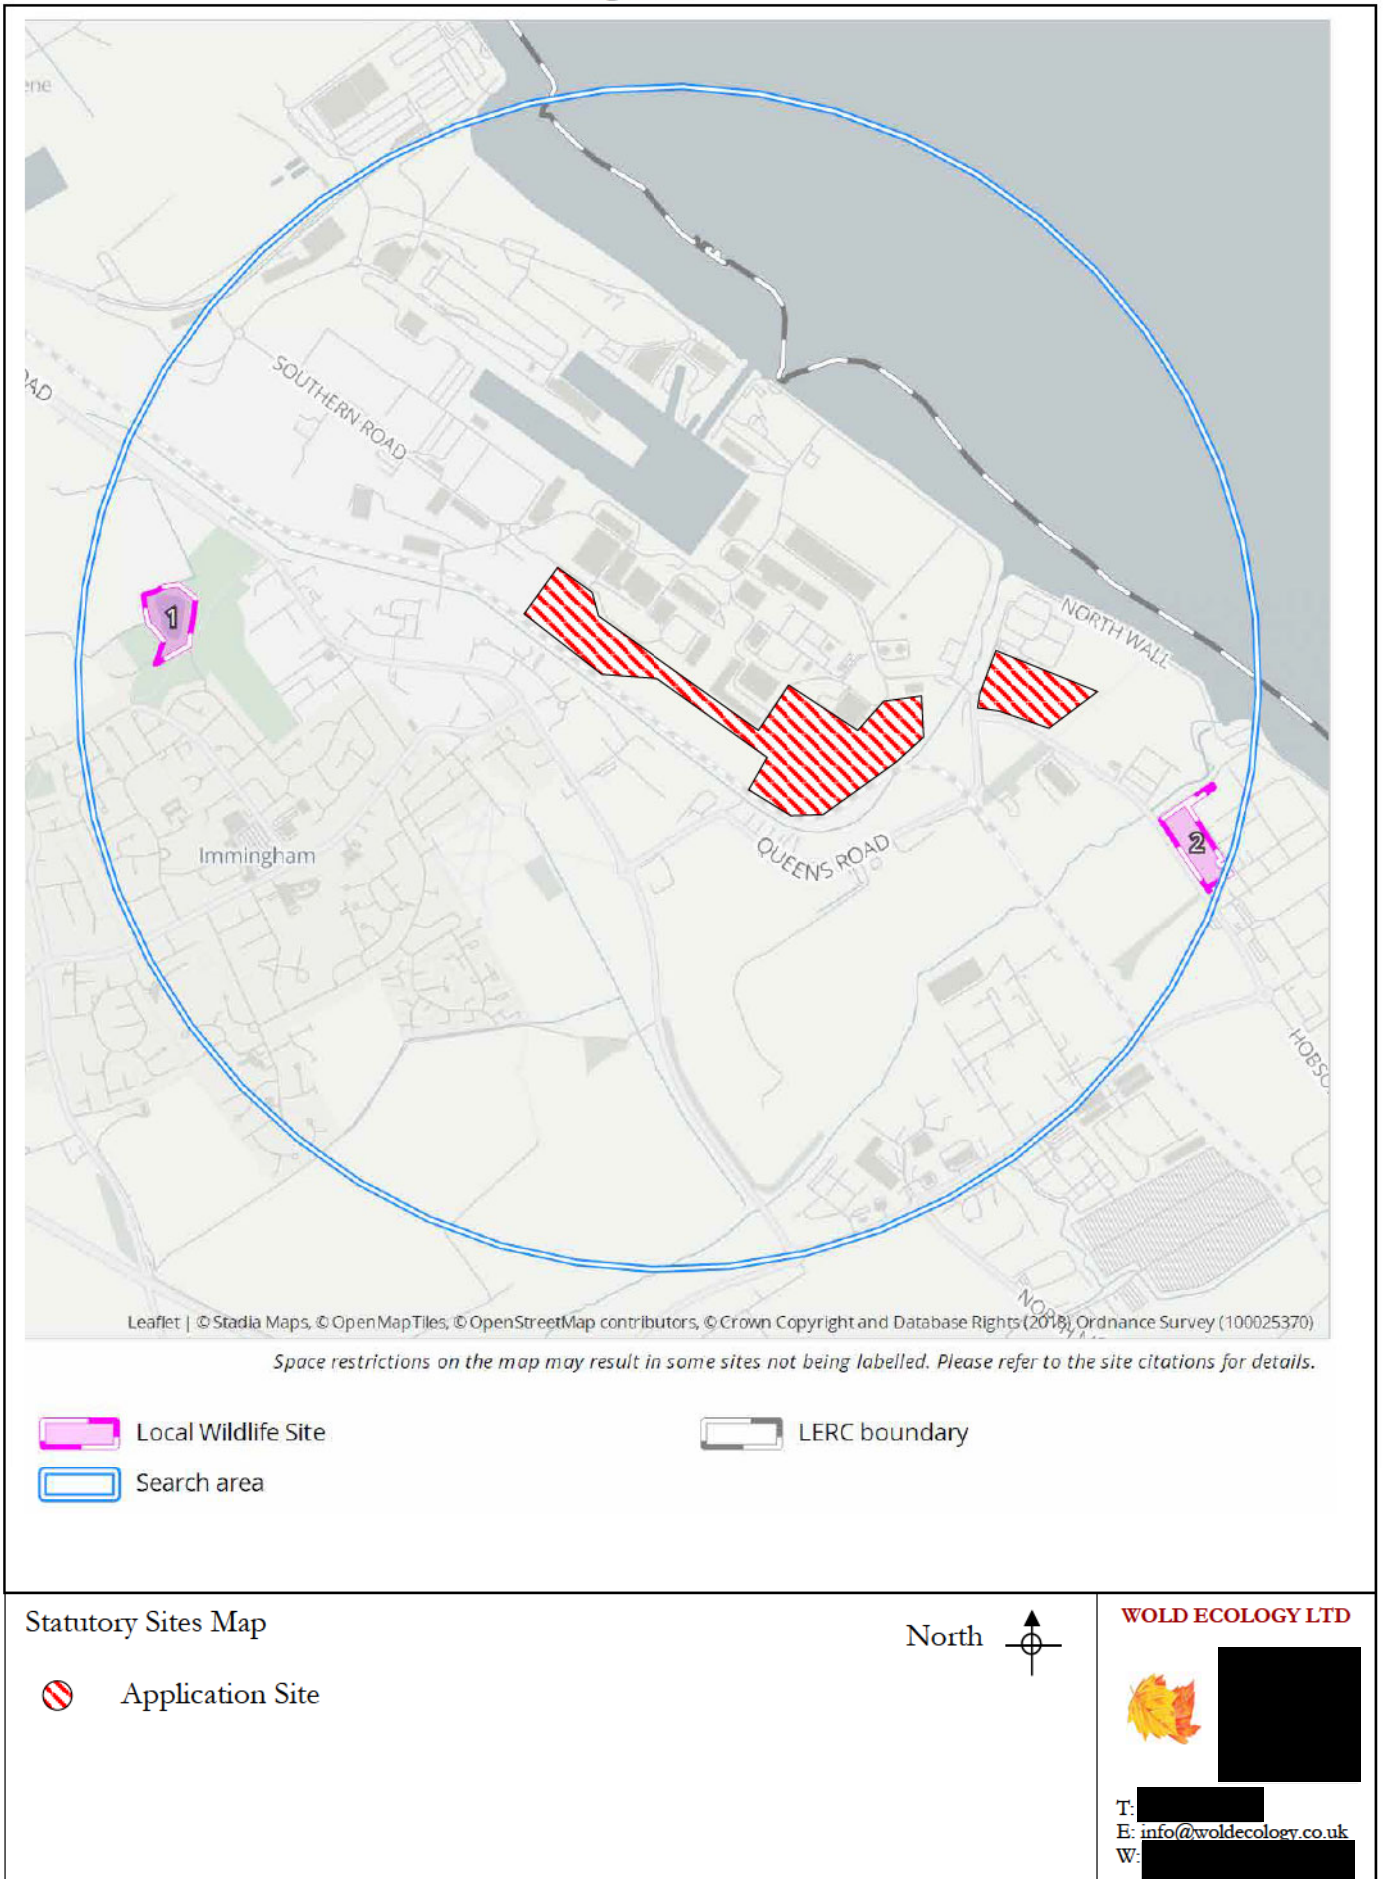 ene
SOUTHERN ROAD
OAD
1
NORTH WALL
2
Immingham
QUEENS ROAD
HOBSO
Leaflet | © Stadia Maps, © OpenMapTiles, © OpenStreetMap contributors, © Crown Copyright and Database Rights (2018) Ordnance Survey (100025370)
Space restrictions on the map may result in some sites not being labelled. Please refer to the site citations for details.
Local Wildlife Site
LERC boundary
Search area
Statutory Sites Map
North
WOLD ECOLOGY LTD
Application Site
T:
E: info@woldecology.co.uk
W: